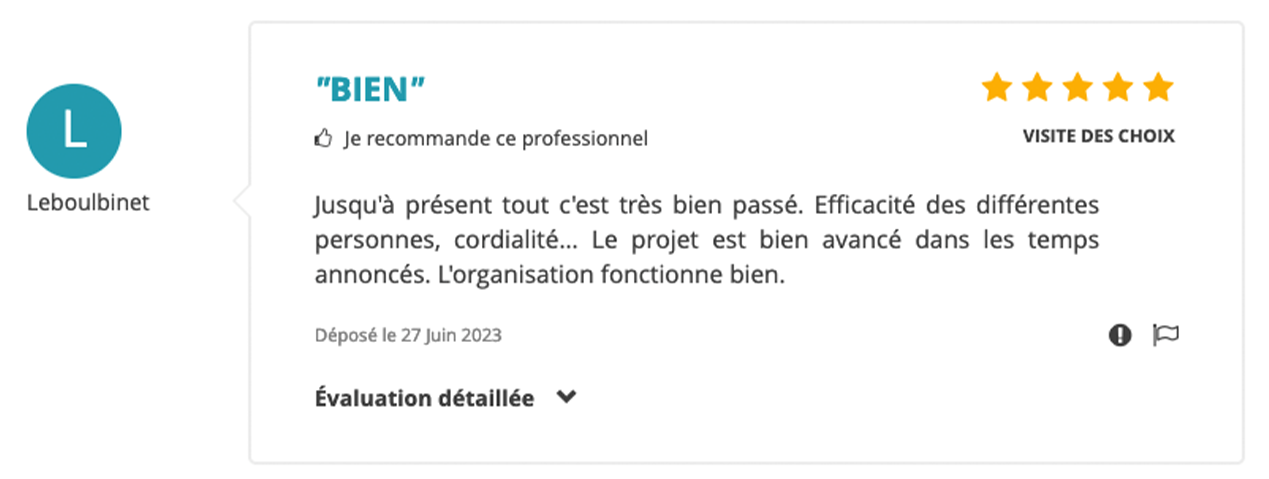 L
Leboulbinet
"BIEN"
Je recommande ce professionnel
VISITE DES CHOIX
Jusqu'à présent tout c'est très bien passé. Efficacité des différentes
personnes, cordialité... Le projet est bien avancé dans les temps
annoncés. L'organisation fonctionne bien.
Déposé le 27 Juin 2023
Évaluation détaillée